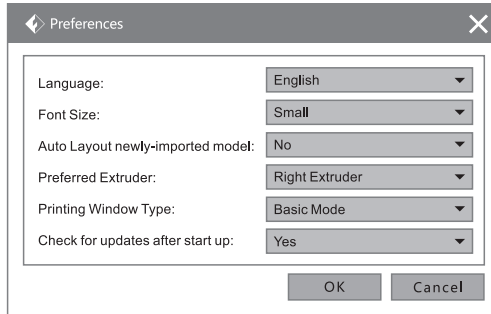 Preferences
Language: English
Font Size: Small
Auto Layout newly-imported model: No
Preferred Extruder: Right Extruder
Printing Window Type: Basic Mode
Check for updates after start up: Yes
OK Cancel